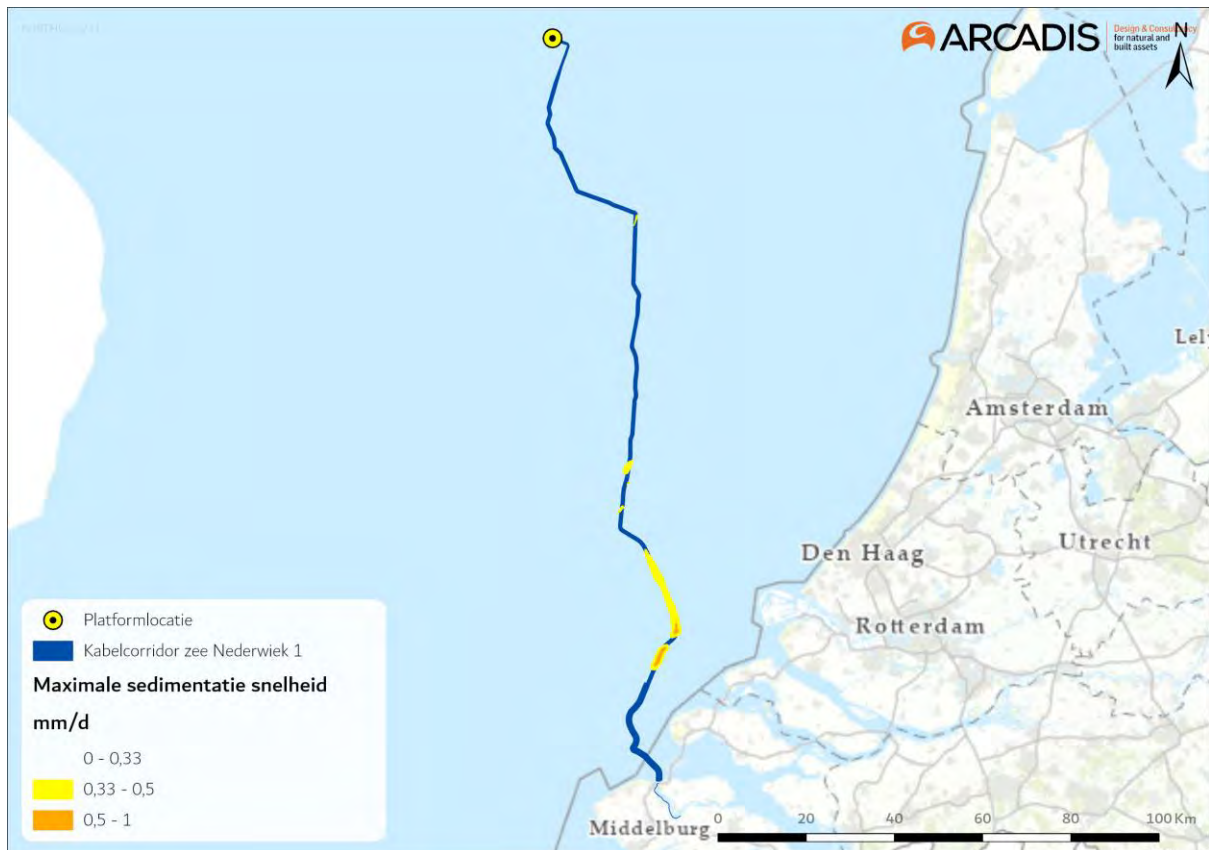 ARCADIS
Design & Consultancy
for natural and
built assets
N
Lely
Amsterdam
Den Haag
Utrecht
Rotterdam
Middelburg
Platformlocatie
Kabelcorridor zee Nederwiek 1
Maximale sedimentatie snelheid
mm/d
0 - 0,33
0,33 - 0,5
0,5 - 1
0 20 40 60 80 100 Km